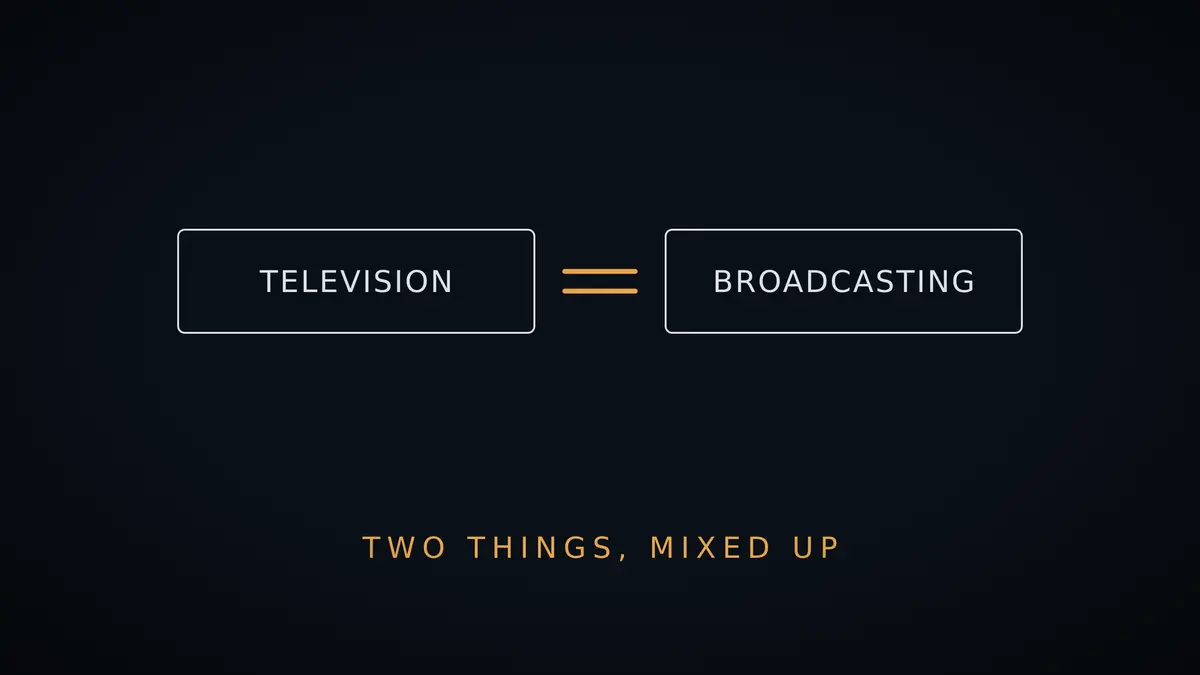 TELEVISION = BROADCASTING
TWO THINGS, MIXED UP